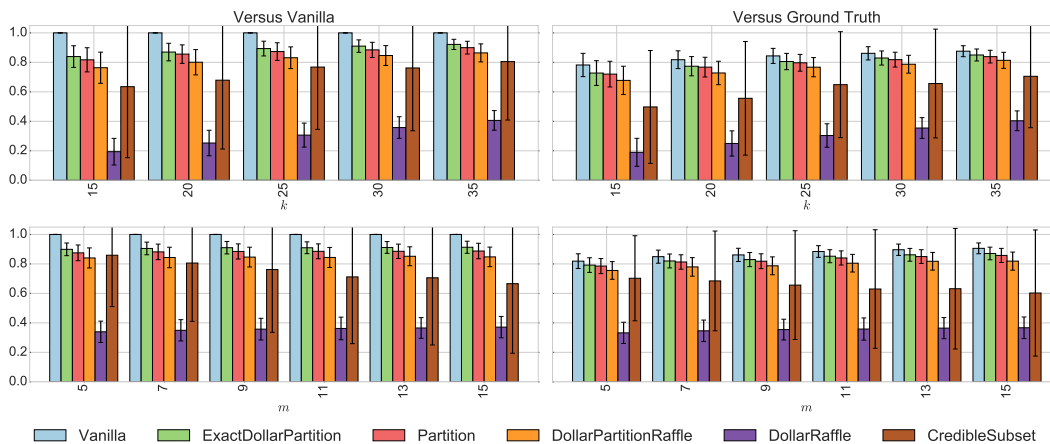 Versus Vanilla
Versus Ground Truth
1.0
0.8
0.6
0.4
0.2
0.0
15 20 25 30 35
k
15 20 25 30 35
k
1.0
0.8
0.6
0.4
0.2
0.0
5 7 9 11 13 15
m
5 7 9 11 13 15
m
Vanilla ExactDollarPartition Partition DollarPartitionRaffle DollarRaffle CredibleSubset